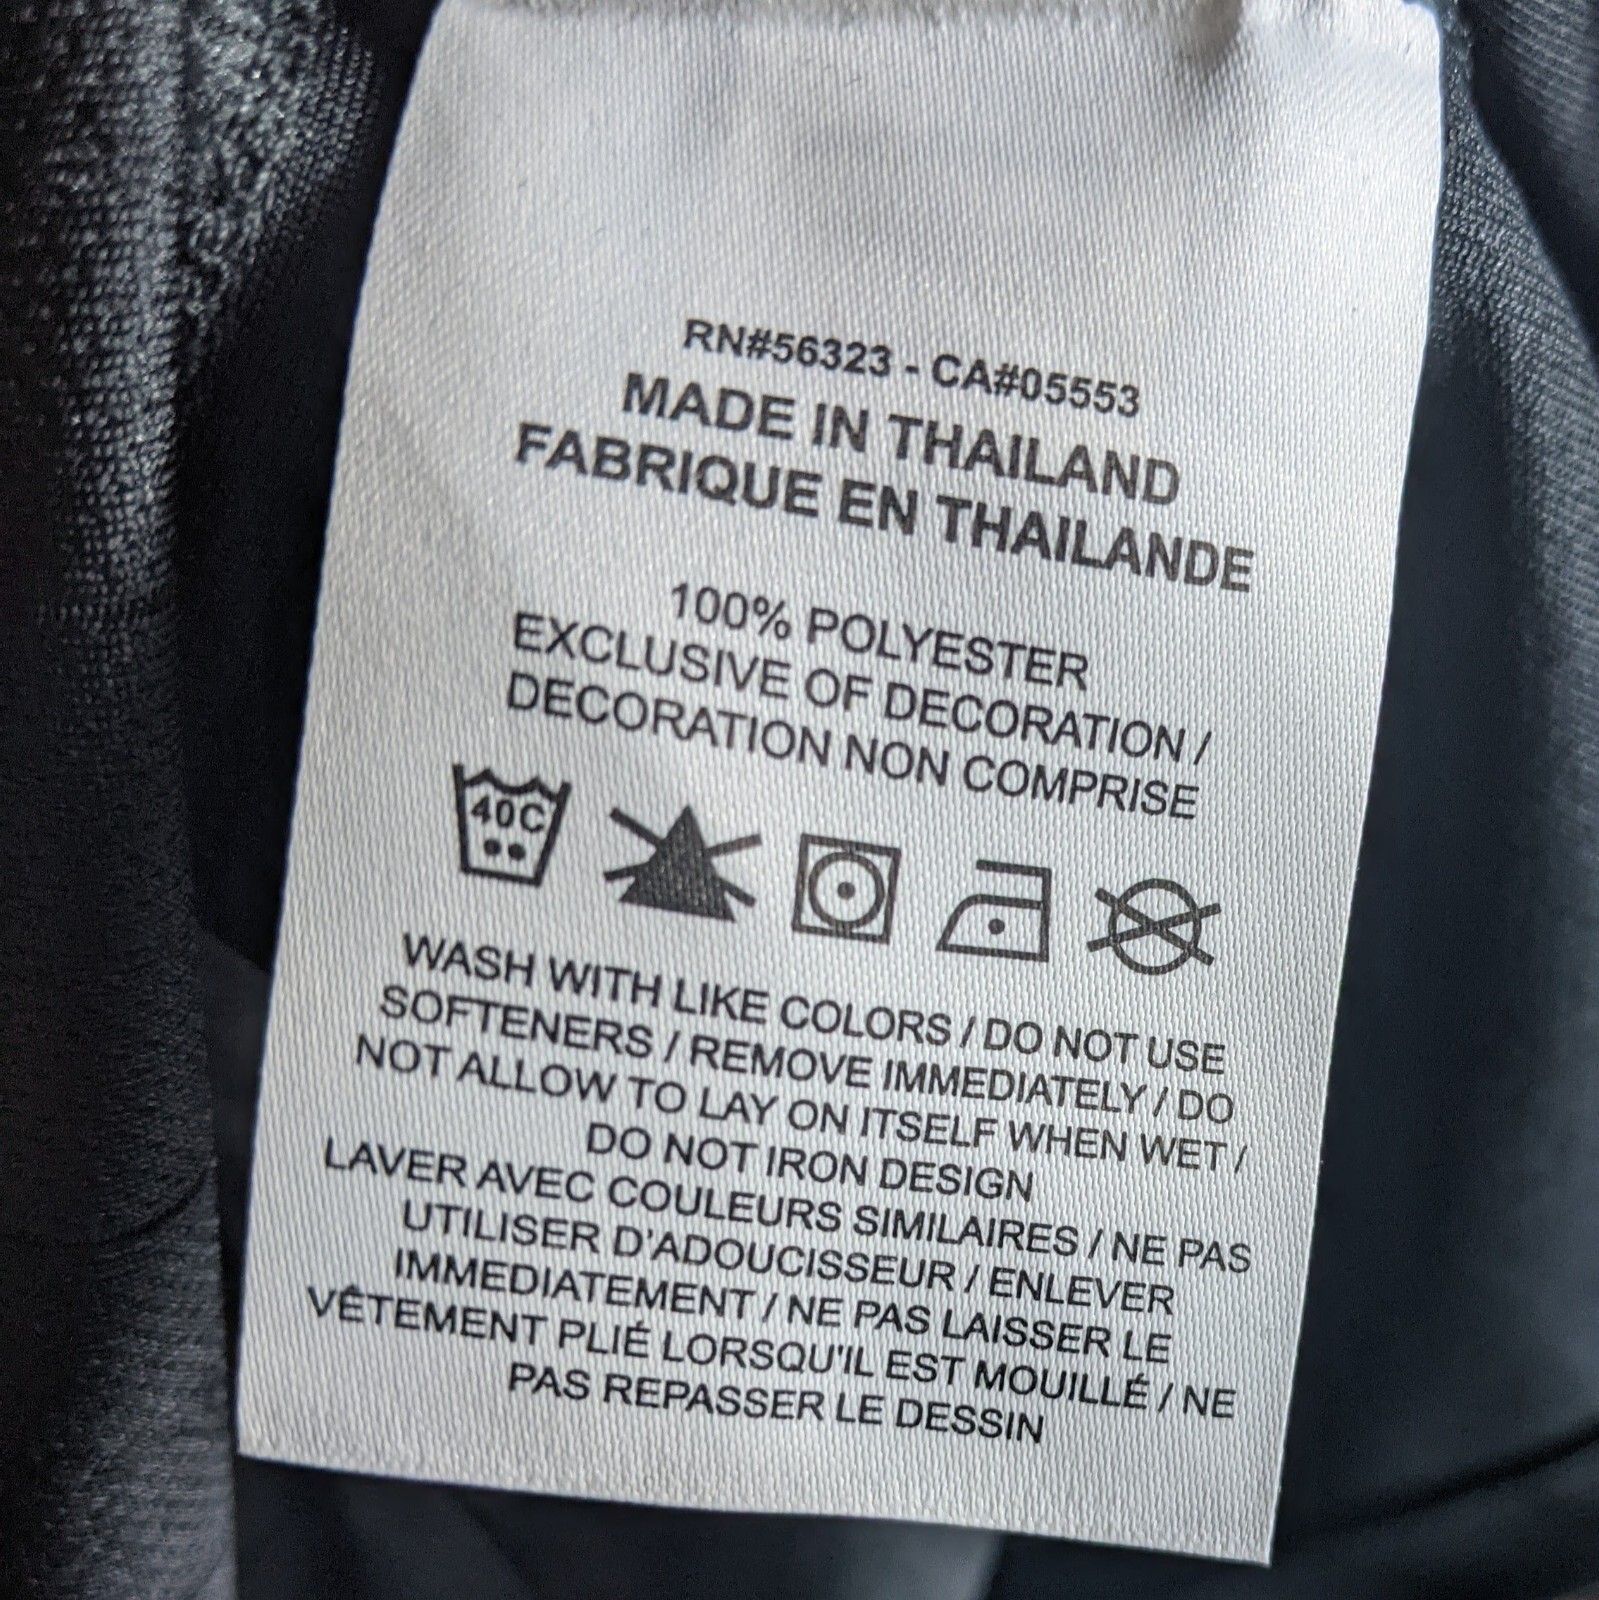 RN#56323 - CA#05553
MADE IN THAILAND
FABRIQUE EN THAILANDE
100% POLYESTER
EXCLUSIVE OF DECORATION /
DECORATION NON COMPRISE
40C
WASH WITH LIKE COLORS / DO NOT USE
SOFTENERS / REMOVE IMMEDIATELY / DO
NOT ALLOW TO LAY ON ITSELF WHEN WET /
DO NOT IRON DESIGN
LAVER AVEC COULEURS SIMILAIRES / NE PAS
UTILISER D'ADOUCISSEUR / ENLEVER
IMMEDIATEMENT / NE PAS LAISSER LE
VÊTEMENT PLIÉ LORSQU'IL EST MOUILLÉ / NE
PAS REPASSER LE DESSIN